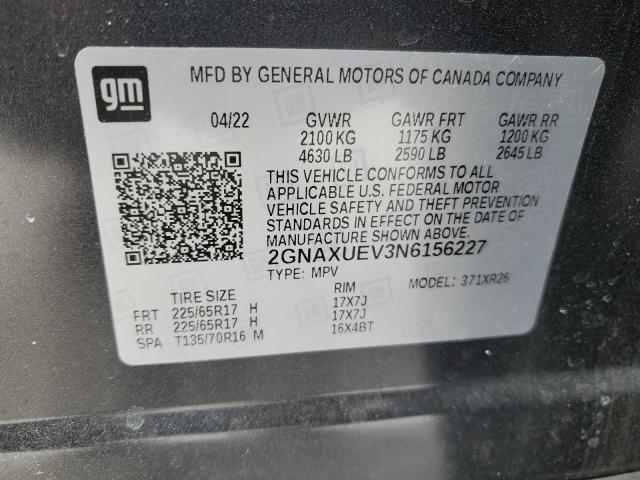 gm
MFD BY GENERAL MOTORS OF CANADA COMPANY
04/22 GVWR GAWR FRT GAWR RR
2100 KG 1175 KG 1200 KG
4630 LB 2590 LB 2645 LB
THIS VEHICLE CONFORMS TO ALL
APPLICABLE U.S. FEDERAL MOTOR
VEHICLE SAFETY AND THEFT PREVENTION
STANDARDS IN EFFECT ON THE DATE OF
MANUFACTURE SHOWN ABOVE.
2GNAXUEV3N6156227
TYPE: MPV MODEL: 371XR26
TIRE SIZE RIM
FRT 225/65R17 H 17X7J
RR 225/65R17 H 17X7J
SPA T135/70R16 M 16X4BT